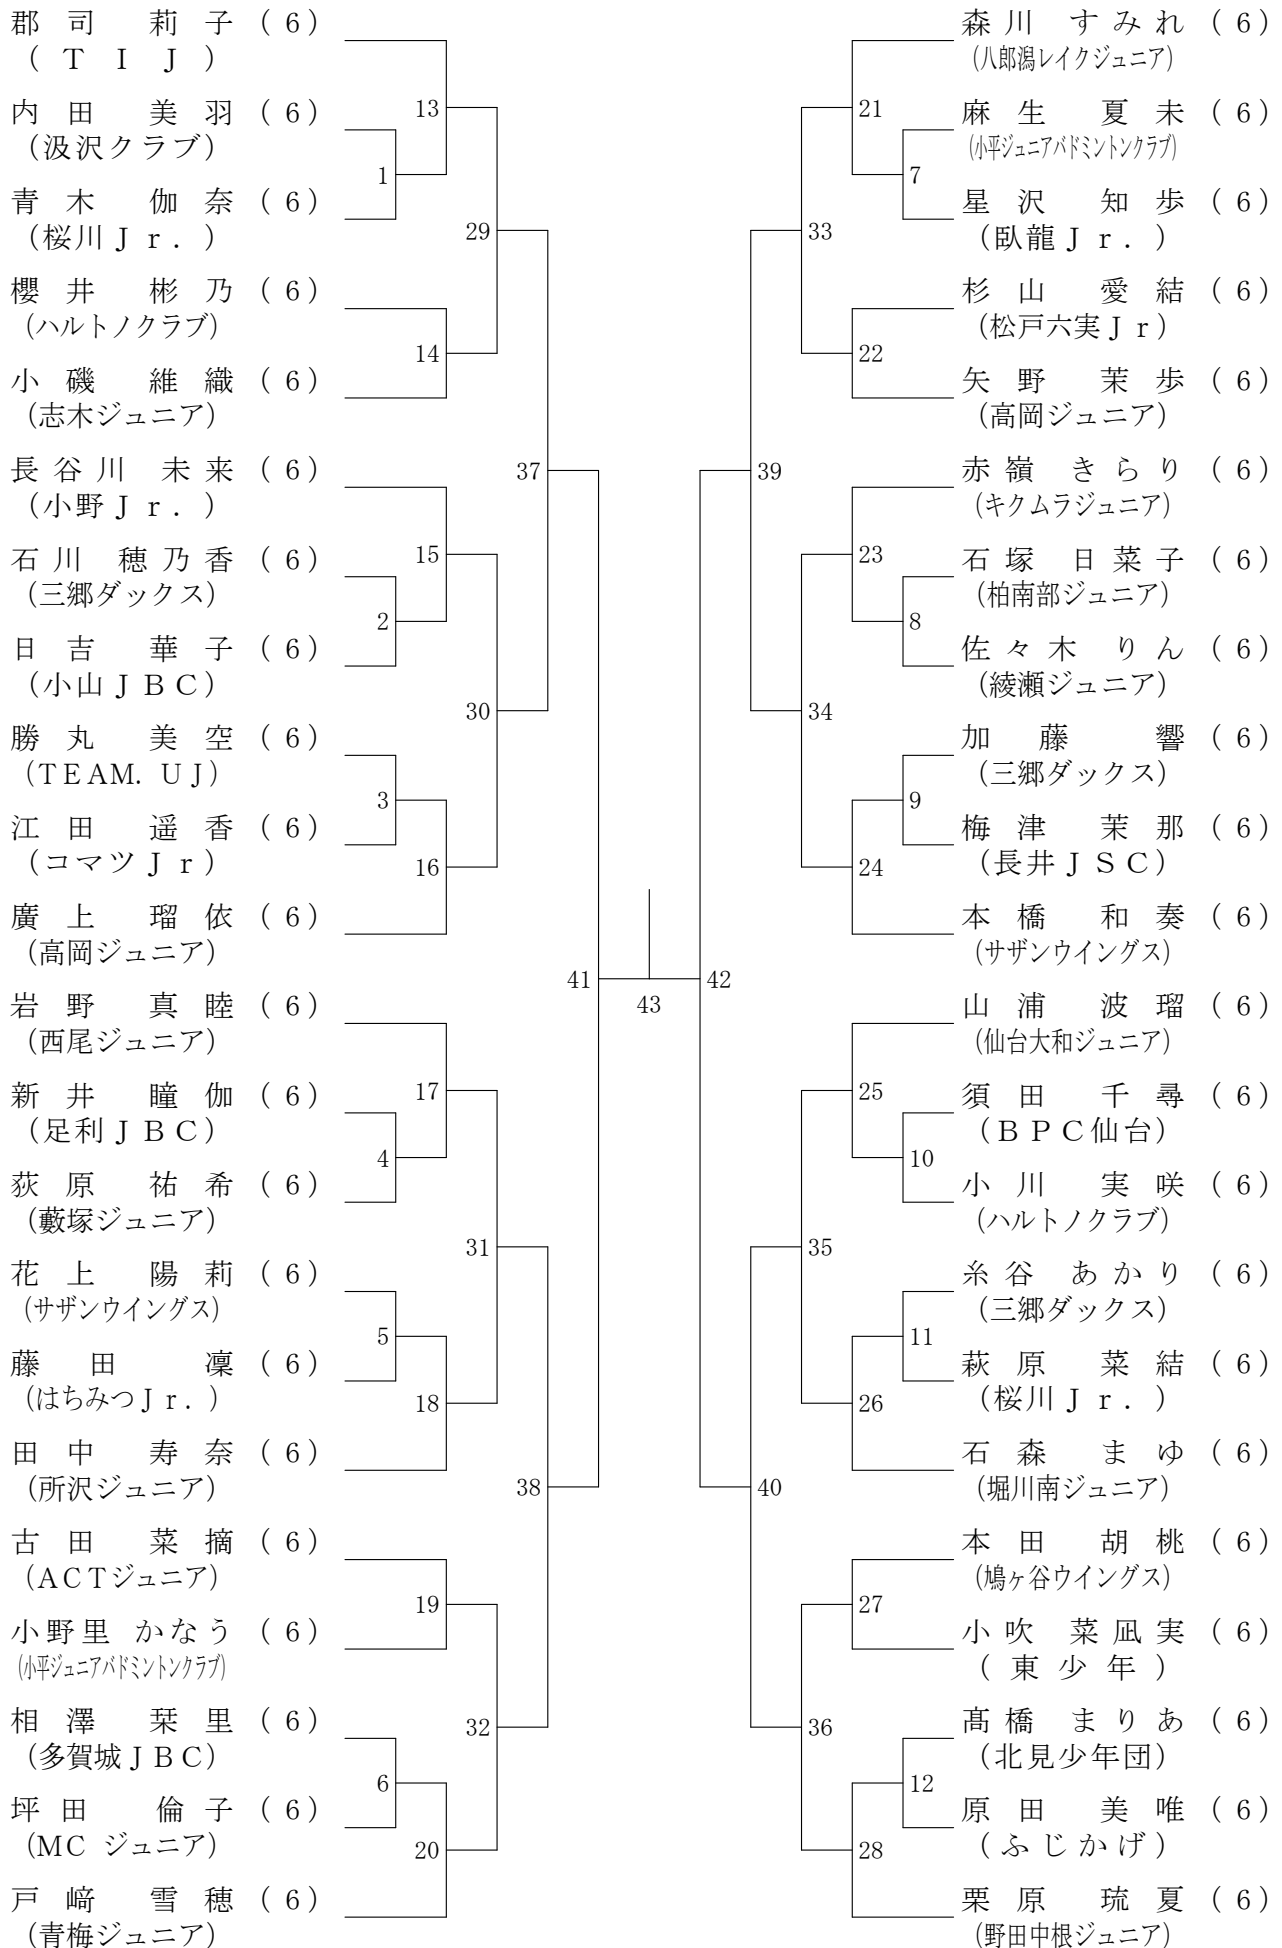 郡司 莉子 (6)
(TIJ)
内田 美羽 (6)
(汲沢クラブ)
青木 伽奈 (6)
(桜川Jr.)
櫻井 彬乃 (6)
(ハルトノクラブ)
小磯 維織 (6)
(志木ジュニア)
長谷川 未来 (6)
(小野Jr.)
石川 穂乃香 (6)
(三郷ダックス)
日吉 華子 (6)
(小山JBC)
勝丸 美空 (6)
(TEAM. UJ)
江田 遥香 (6)
(コマツJr)
廣上 瑠依 (6)
(高岡ジュニア)
岩野 真睦 (6)
(西尾ジュニア)
新井 瞳伽 (6)
(足利JBC)
荻原 祐希 (6)
(藪塚ジュニア)
花上 陽莉 (6)
(サザンウイングス)
藤田 凜 (6)
(はちみつJr.)
田中 寿奈 (6)
(所沢ジュニア)
古田 菜摘 (6)
(ACTジュニア)
小野里 かなう (6)
(小平ジュニアバドミントンクラブ)
相澤 栞里 (6)
(多賀城JBC)
坪田 倫子 (6)
(MC ジュニア)
戸﨑 雪穂 (6)
(青梅ジュニア)
13
1
29
14
37
15
2
30
3
16
41
17
4
31
5
18
38
19
32
6
20
43
42
21
7
33
22
39
23
8
34
9
24
25
10
35
11
26
40
27
36
12
28
森川 すみれ (6)
(八郎潟レイクジュニア)
麻生 夏未 (6)
(小平ジュニアバドミントンクラブ)
星沢 知歩 (6)
(臥龍Jr.)
杉山 愛結 (6)
(松戸六実Jr)
矢野 茉歩 (6)
(高岡ジュニア)
赤嶺 きらり (6)
(キクムラジュニア)
石塚 日菜子 (6)
(柏南部ジュニア)
佐々木 りん (6)
(綾瀬ジュニア)
加藤 響 (6)
(三郷ダックス)
梅津 茉那 (6)
(長井JSC)
本橋 和奏 (6)
(サザンウイングス)
山浦 波瑠 (6)
(仙台大和ジュニア)
須田 千尋 (6)
(BPC仙台)
小川 実咲 (6)
(ハルトノクラブ)
糸谷 あかり (6)
(三郷ダックス)
萩原 菜結 (6)
(桜川Jr.)
石森 まゆ (6)
(堀川南ジュニア)
本田 胡桃 (6)
(鳩ヶ谷ウイングス)
小吹 菜凪実 (6)
(東少年)
髙橋 まりあ (6)
(北見少年団)
原田 美唯 (6)
(ふじかげ)
栗原 琉夏 (6)
(野田中根ジュニア)